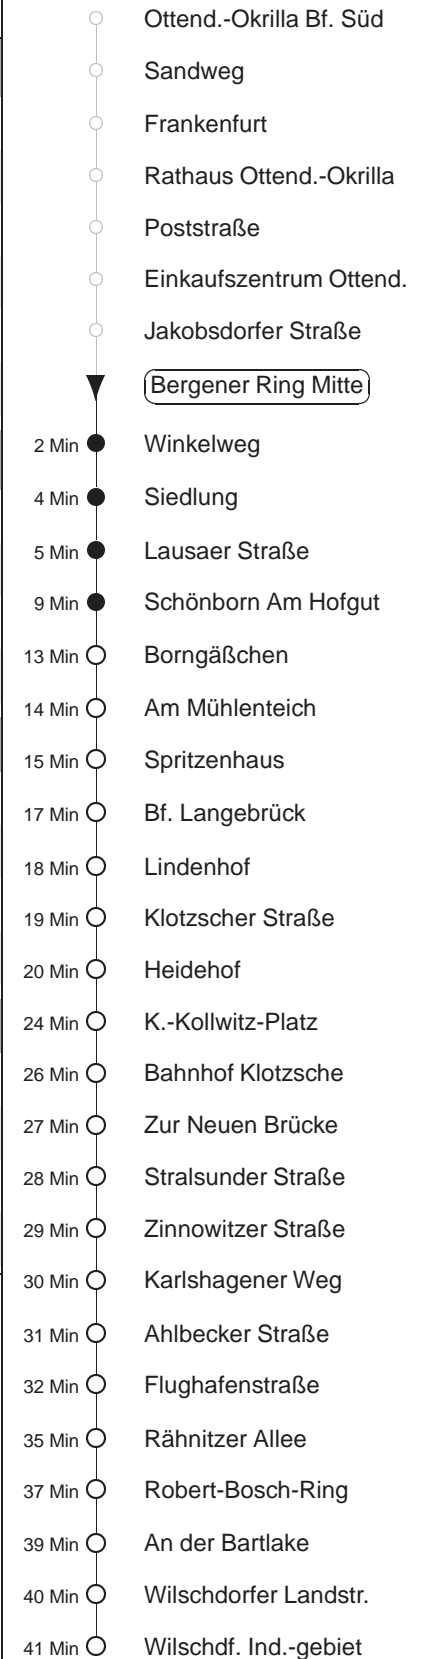 Ottend.-Okrilla Bf. Süd
Sandweg
Frankenfurt
Rathaus Ottend.-Okrilla
Poststraße
Einkaufszentrum Ottend.
Jakobsdorfer Straße
Bergener Ring Mitte
2 Min Winkelweg
4 Min Siedlung
5 Min Lausaer Straße
9 Min Schönborn Am Hofgut
13 Min Borngäßchen
14 Min Am Mühlenteich
15 Min Spritzenhaus
17 Min Bf. Langebrück
18 Min Lindenhof
19 Min Klotzscher Straße
20 Min Heidehof
24 Min K.-Kollwitz-Platz
26 Min Bahnhof Klotzsche
27 Min Zur Neuen Brücke
28 Min Stralsunder Straße
29 Min Zinnowitzer Straße
30 Min Karlshagener Weg
31 Min Ahlbecker Straße
32 Min Flughafenstraße
35 Min Rähnitzer Allee
37 Min Robert-Bosch-Ring
39 Min An der Bartlake
40 Min Wilschdorfer Landstr.
41 Min Wilschdf. Ind.-gebiet